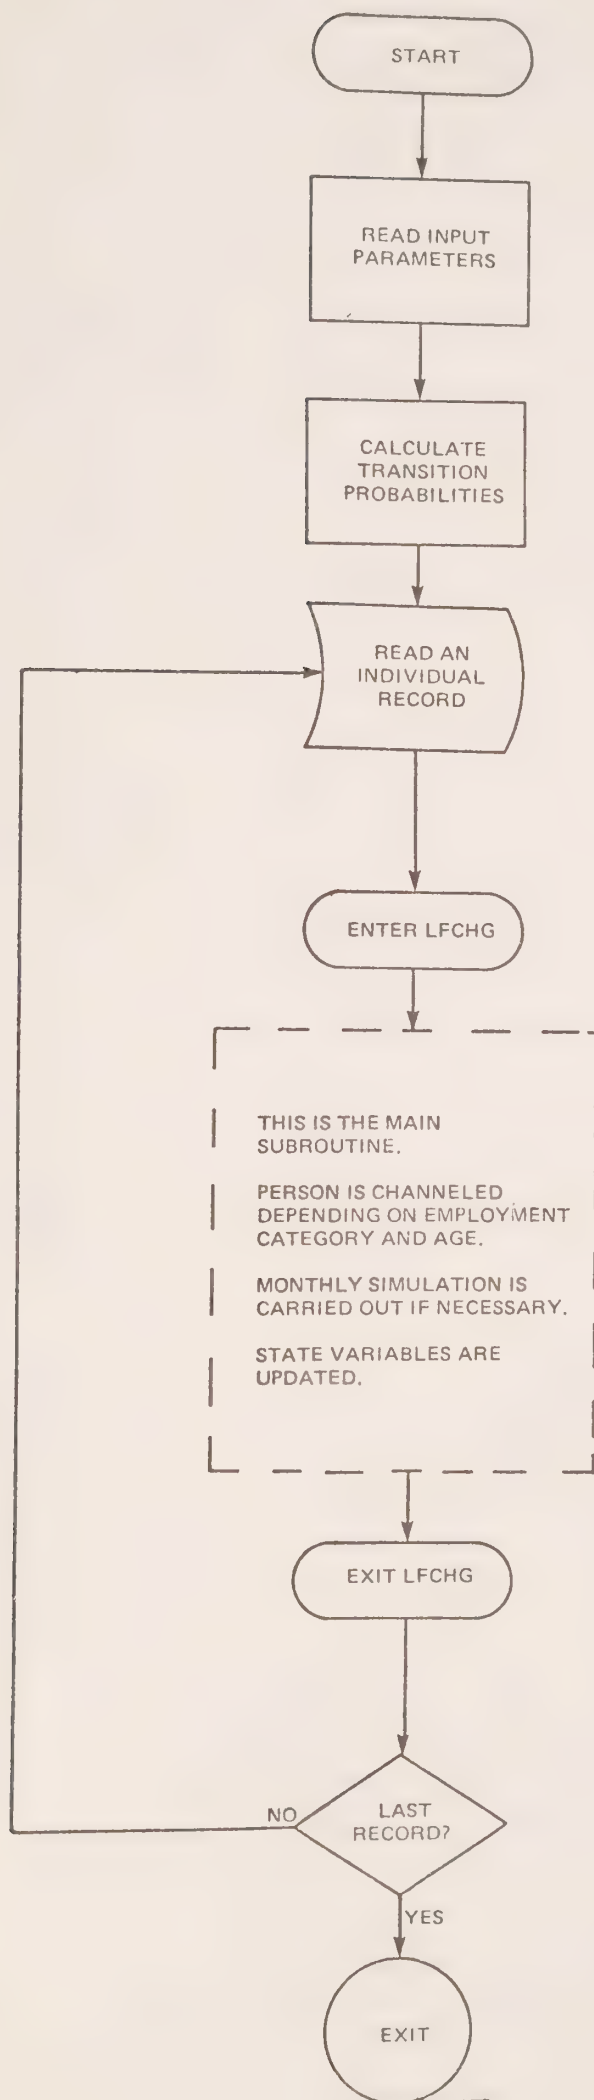 START
READ INPUT
PARAMETERS
CALCULATE
TRANSITION
PROBABILITIES
READ AN
INDIVIDUAL
RECORD
ENTER LFCHG
THIS IS THE MAIN
SUBROUTINE.
PERSON IS CHANNELED
DEPENDING ON EMPLOYMENT
CATEGORY AND AGE.
MONTHLY SIMULATION IS
CARRIED OUT IF NECESSARY.
STATE VARIABLES ARE
UPDATED.
EXIT LFCHG
NO
LAST
RECORD?
YES
EXIT